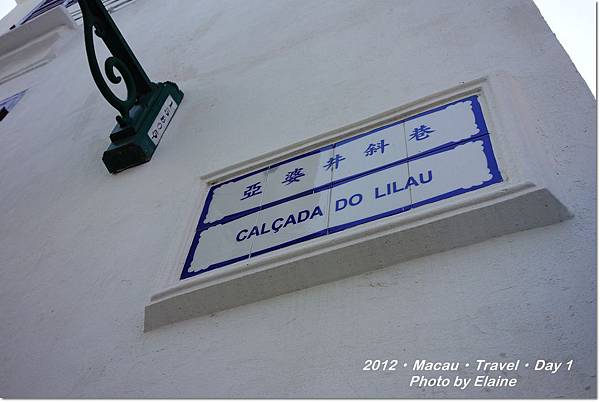 亞婆井斜巷
CALÇADA DO LILAU
2012‧Macau‧Travel‧Day 1
Photo by Elaine